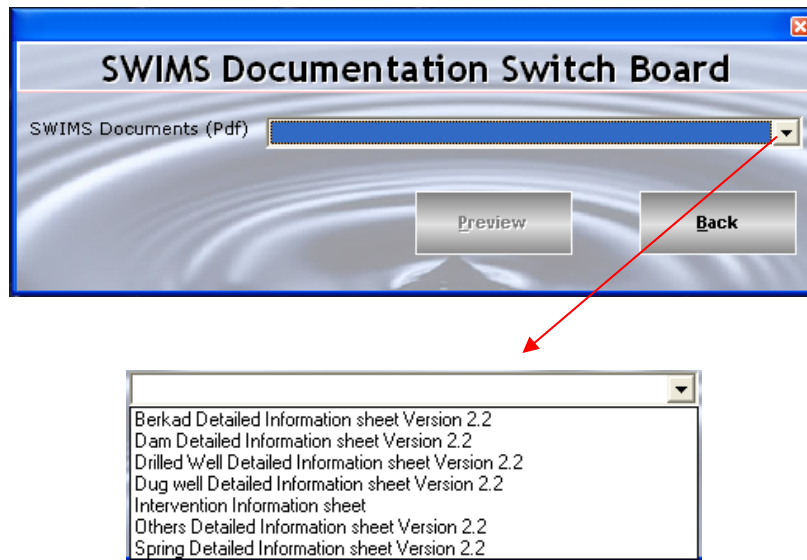 SWIMS Documentation Switch Board
SWIMS Documents (Pdf)
Preview
Back
Berkad Detailed Information sheet Version 2.2
Dam Detailed Information sheet Version 2.2
Drilled Well Detailed Information sheet Version 2.2
Dug well Detailed Information sheet Version 2.2
Intervention Information sheet
Others Detailed Information sheet Version 2.2
Spring Detailed Information sheet Version 2.2